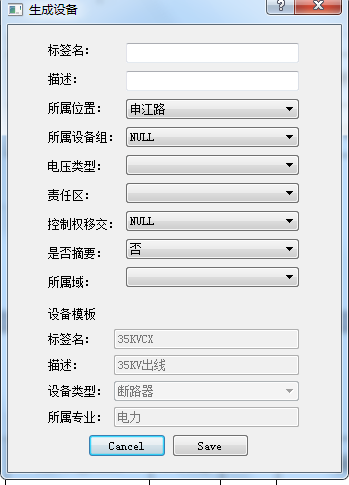 生成设备
标签名:
描述:
所属位置: 申江路
所属设备组: NULL
电压类型:
责任区:
控制权移交: NULL
是否摘要: 否
所属域:
设备模板
标签名: 35KVCX
描述: 35KV出线
设备类型: 断路器
所属专业: 电力
Cancel Save